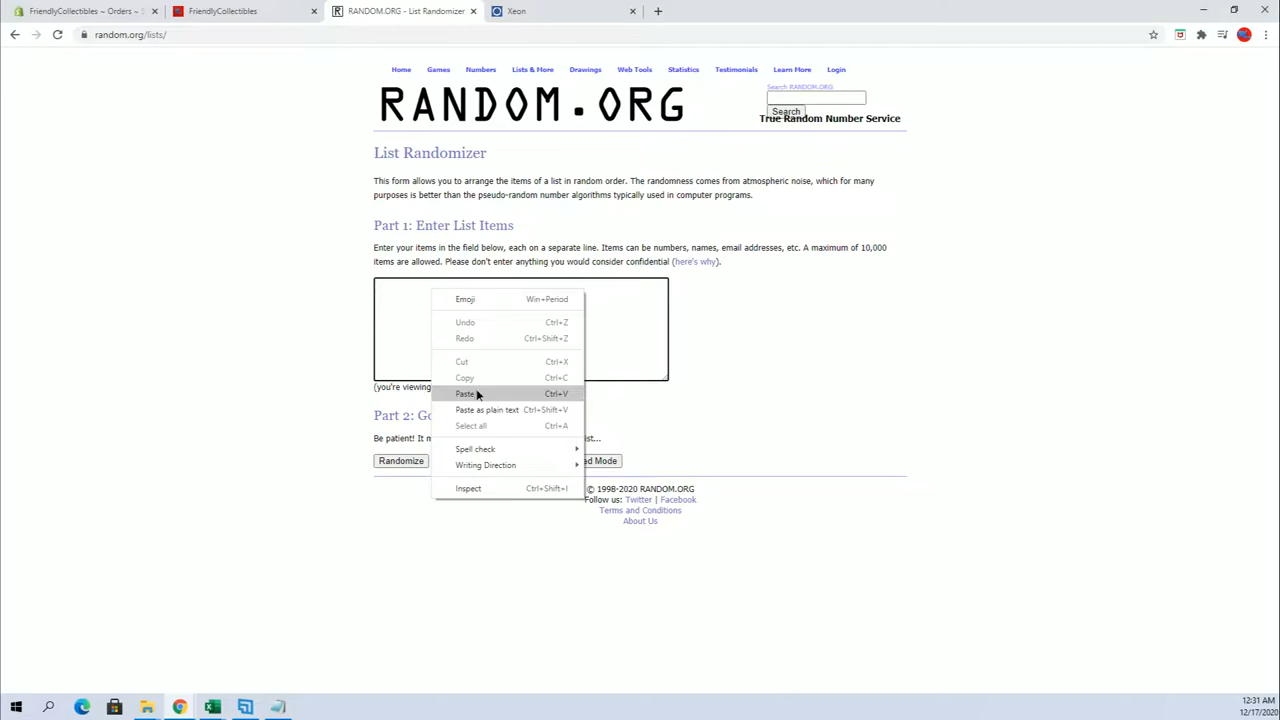 FriendlyCollectibles ~ Orders ~ S
FriendlyCollectibles
RANDOM.ORG - List Randomizer
Xeon
random.org/lists/
Home Games Numbers Lists & More Drawings Web Tools Statistics Testimonials Learn More Login
RANDOM.ORG
Search RANDOM.ORG
Search
True Random Number Service
List Randomizer
This form allows you to arrange the items of a list in random order. The randomness comes from atmospheric noise, which for many
purposes is better than the pseudo-random number algorithms typically used in computer programs.
Part 1: Enter List Items
Enter your items in the field below, each on a separate line. Items can be numbers, names, email addresses, etc. A maximum of 10,000
items are allowed. Please don't enter anything you would consider confidential (here's why).
Emoji Win+Period
Undo Ctrl+Z
Redo Ctrl+Shift+Z
Cut Ctrl+X
Copy Ctrl+C
Paste Ctrl+V
Paste as plain text Ctrl+Shift+V
Select all Ctrl+A
Spell check
Writing Direction
Inspect Ctrl+Shift+I
(you're viewing
Part 2: Go
Be patient! It m
st...
Randomize
ed Mode
© 1998-2020 RANDOM.ORG
Follow us: Twitter | Facebook
Terms and Conditions
About Us
12:31 AM
12/17/2020